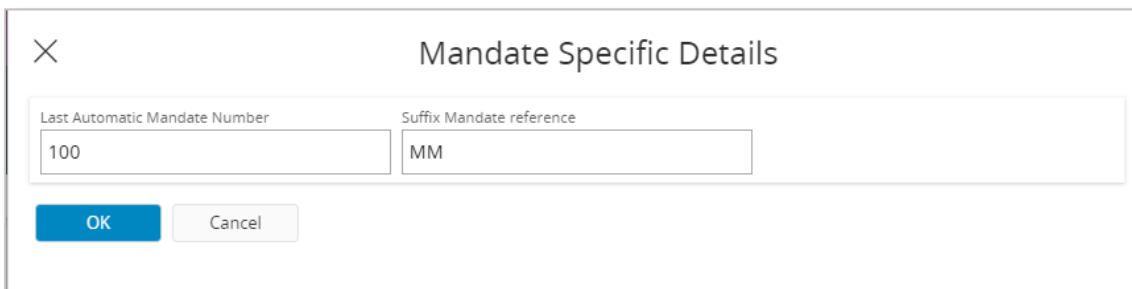 Mandate Specific Details
Last Automatic Mandate Number Suffix Mandate reference
100 MM
OK Cancel